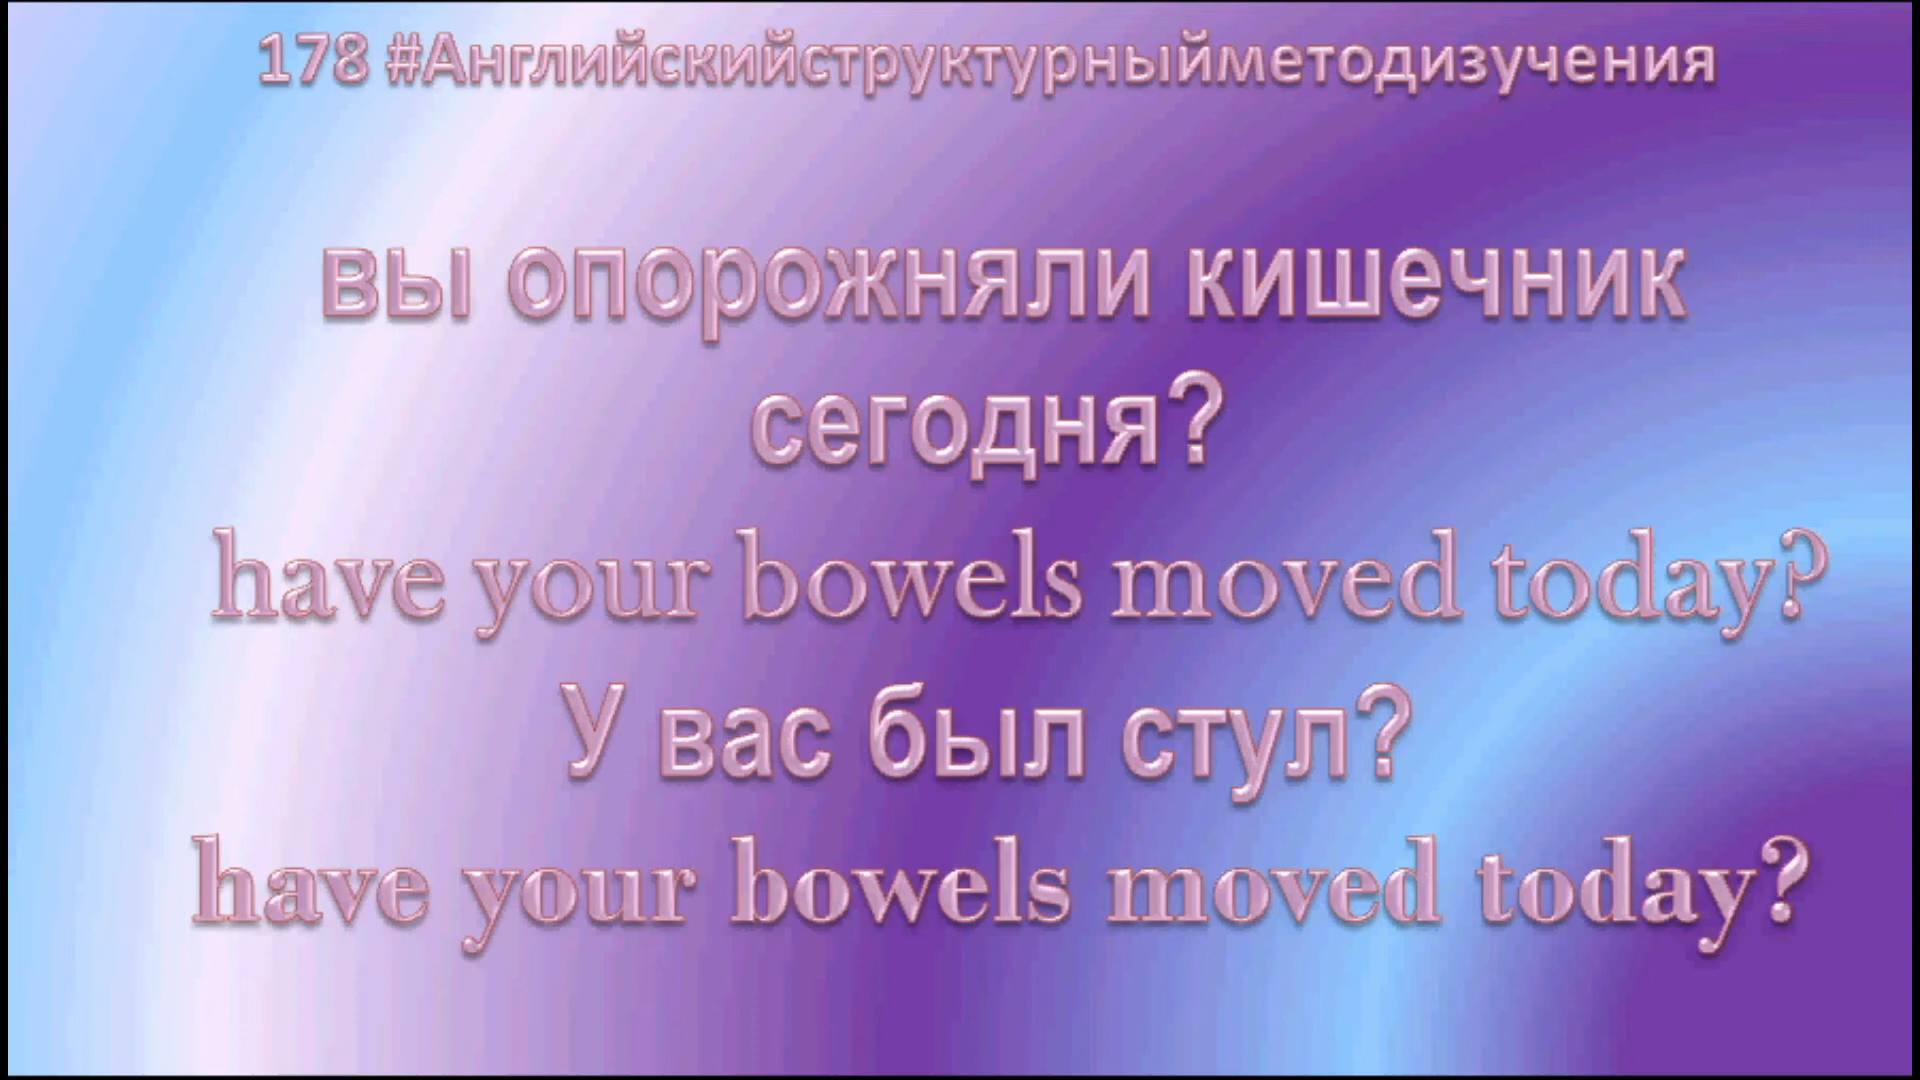 178 #Английскийструктурныйметодизучения
вы опорожняли кишечник
сегодня?
have your bowels moved today?
У вас был стул?
have your bowels moved today?